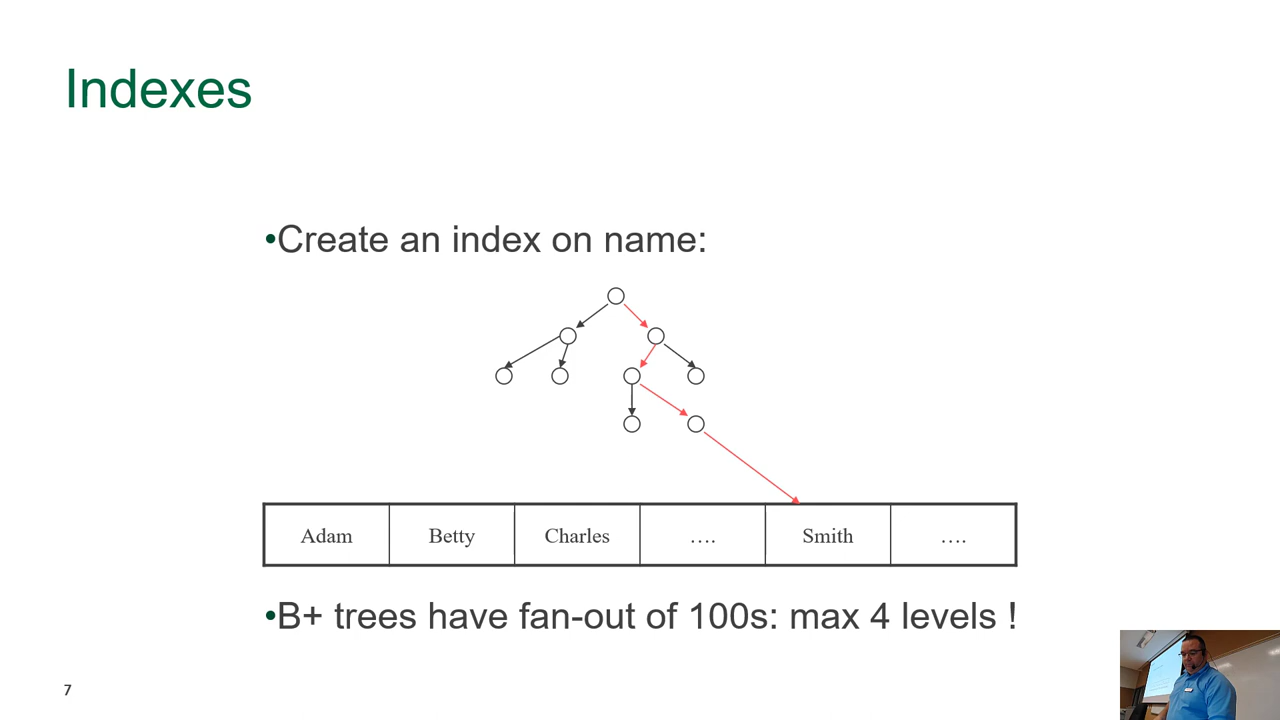 Indexes
•Create an index on name:
Adam Betty Charles …. Smith ….
•B+ trees have fan-out of 100s: max 4 levels !
7